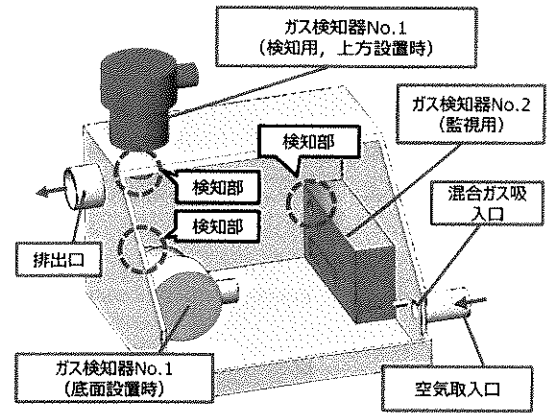 ガス検知器No.1
(検知用,上方設置時)
ガス検知器No.2
(監視用)
検知部
混合ガス吸
入口
検知部
検知部
排出口
ガス検知器No.1
(底面設置時)
空気取入口